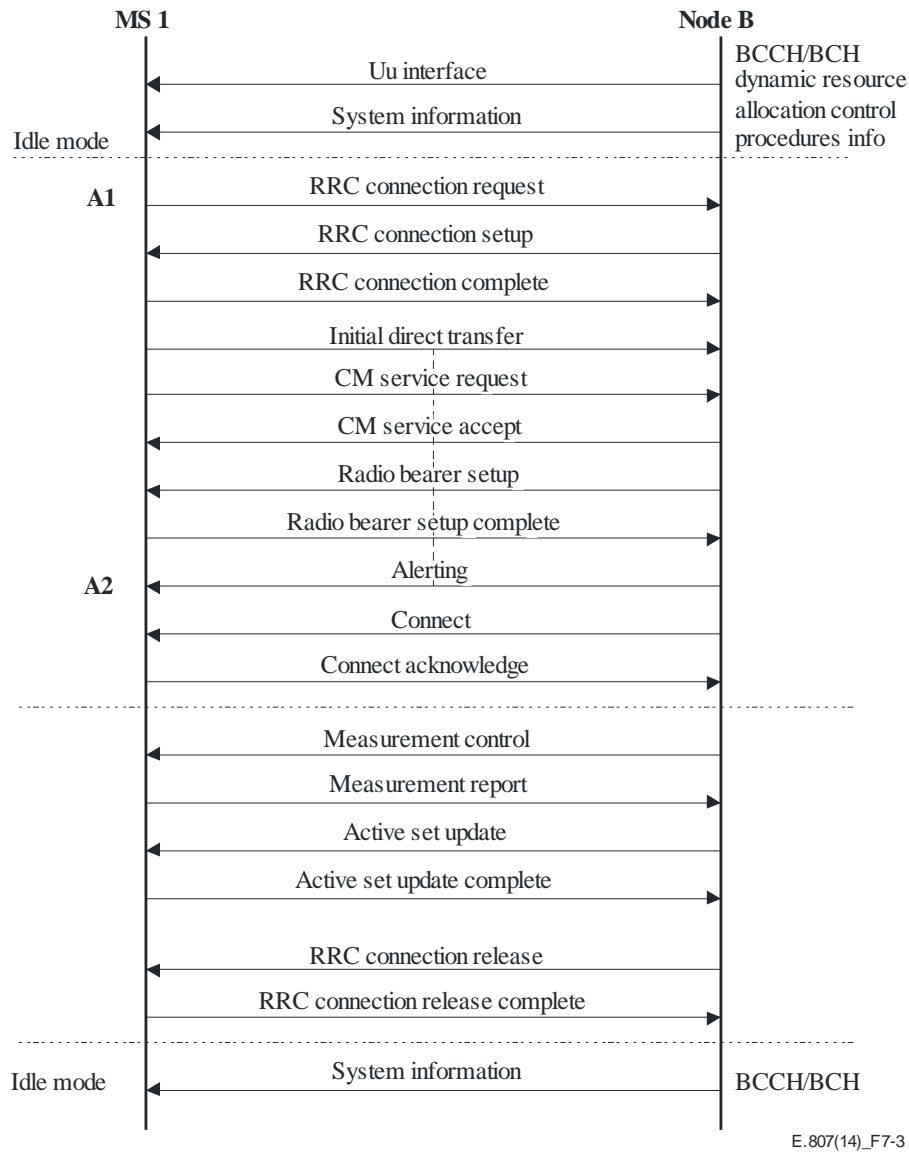 MS 1
Node B
BCCH/BCH
Uu interface
dynamic resource
System information
allocation control
Idle mode
procedures info
A1
RRC connection request
RRC connection setup
RRC connection complete
Initial direct transfer
CM service request
CM service accept
Radio bearer setup
Radio bearer setup complete
A2
Alerting
Connect
Connect acknowledge
Measurement control
Measurement report
Active set update
Active set update complete
RRC connection release
RRC connection release complete
Idle mode
System information
BCCH/BCH
E.807(14)_F7-3